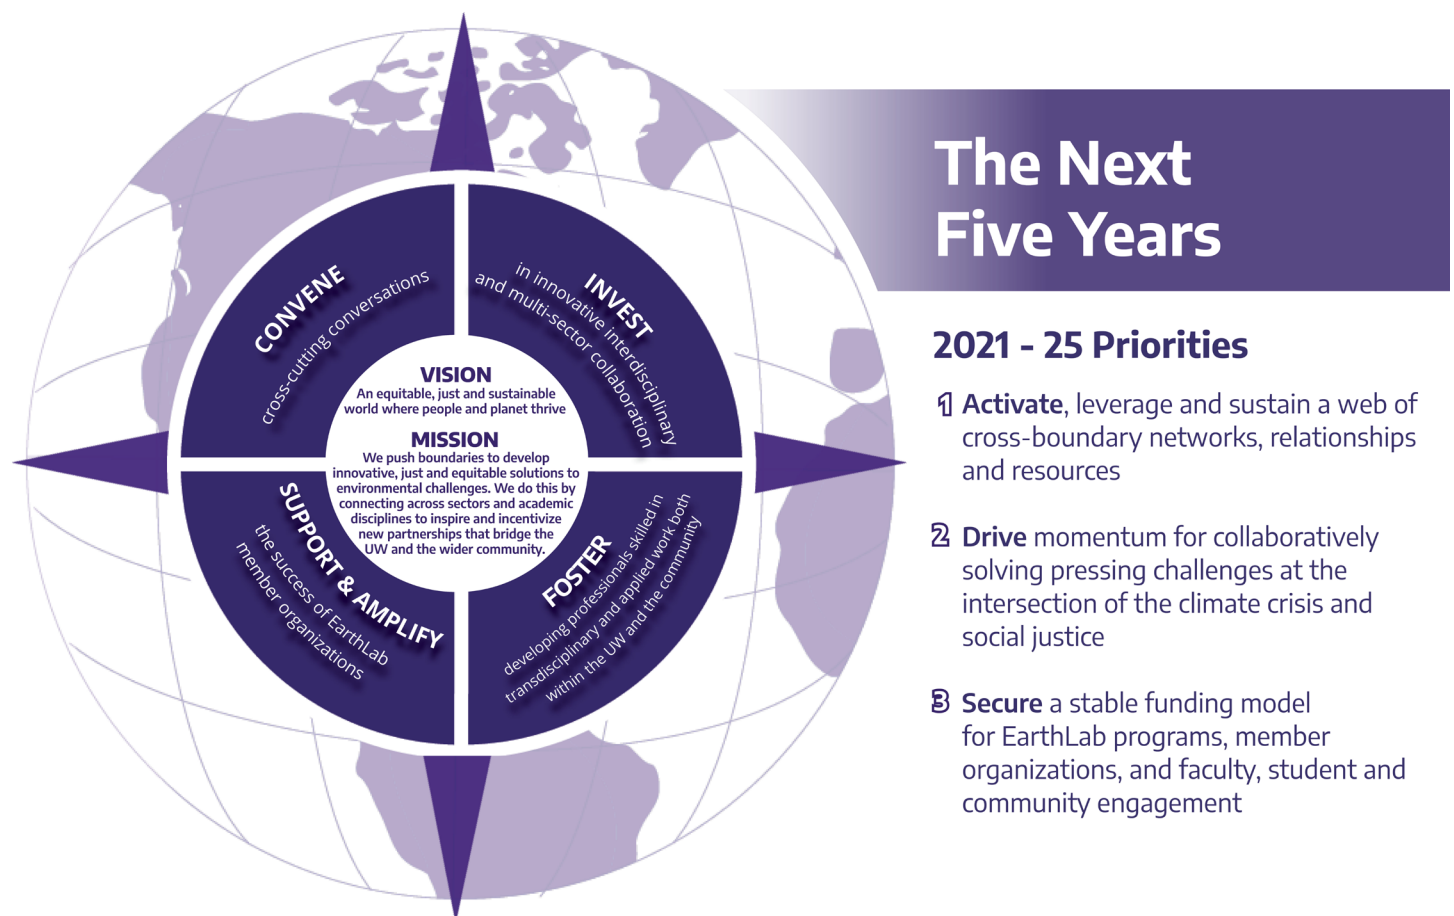 CONVENE
cross-cutting conversations
INVEST
in innovative interdisciplinary
and multi-sector collaboration
VISION
An equitable, just and sustainable
world where people and planet thrive
MISSION
We push boundaries to develop
innovative, just and equitable solutions to
environmental challenges. We do this by
connecting across sectors and academic
disciplines to inspire and incentivize
new partnerships that bridge the
UW and the wider community.
SUPPORT & AMPLIFY
the success of EarthLab
member organizations
FOSTER
developing professionals skilled in
transdisciplinary and applied work both
within the UW and the community
The Next
Five Years
2021 - 25 Priorities
1 Activate, leverage and sustain a web of
cross-boundary networks, relationships
and resources
2 Drive momentum for collaboratively
solving pressing challenges at the
intersection of the climate crisis and
social justice
3 Secure a stable funding model
for EarthLab programs, member
organizations, and faculty, student and
community engagement